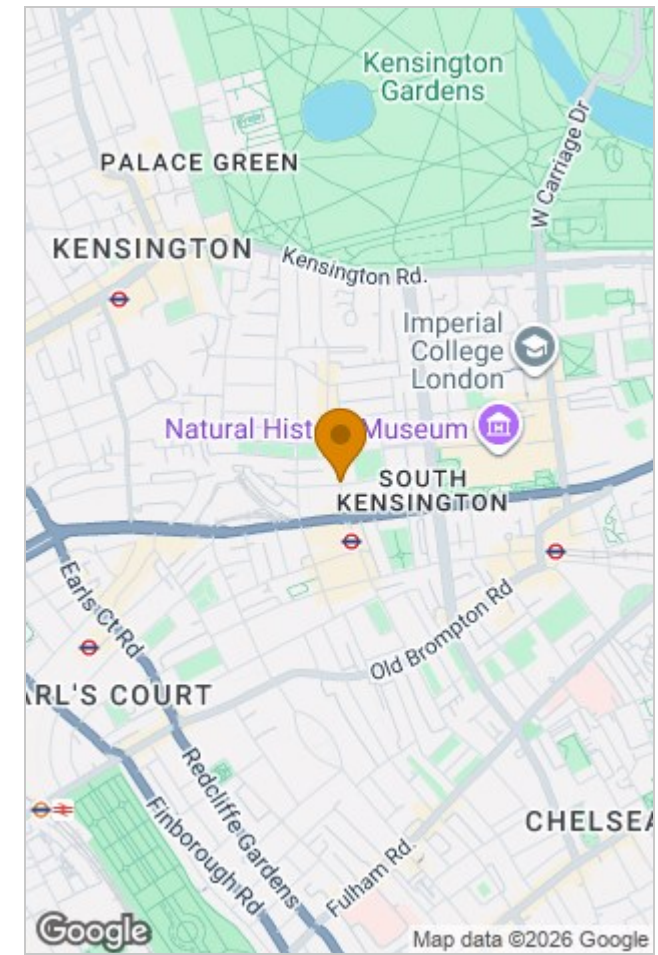 Kensington
Gardens
W Carriage Dr
PALACE GREEN
KENSINGTON
Kensington Rd.
Imperial
College
London
Natural Hist Museum
SOUTH
KENSINGTON
Earls Ct Rd
Old Brompton Rd
ARL'S COURT
Redcliffe Gardens
Finborough Rd
CHELSEA
Fulham Rd.
Google
Map data ©2026 Google